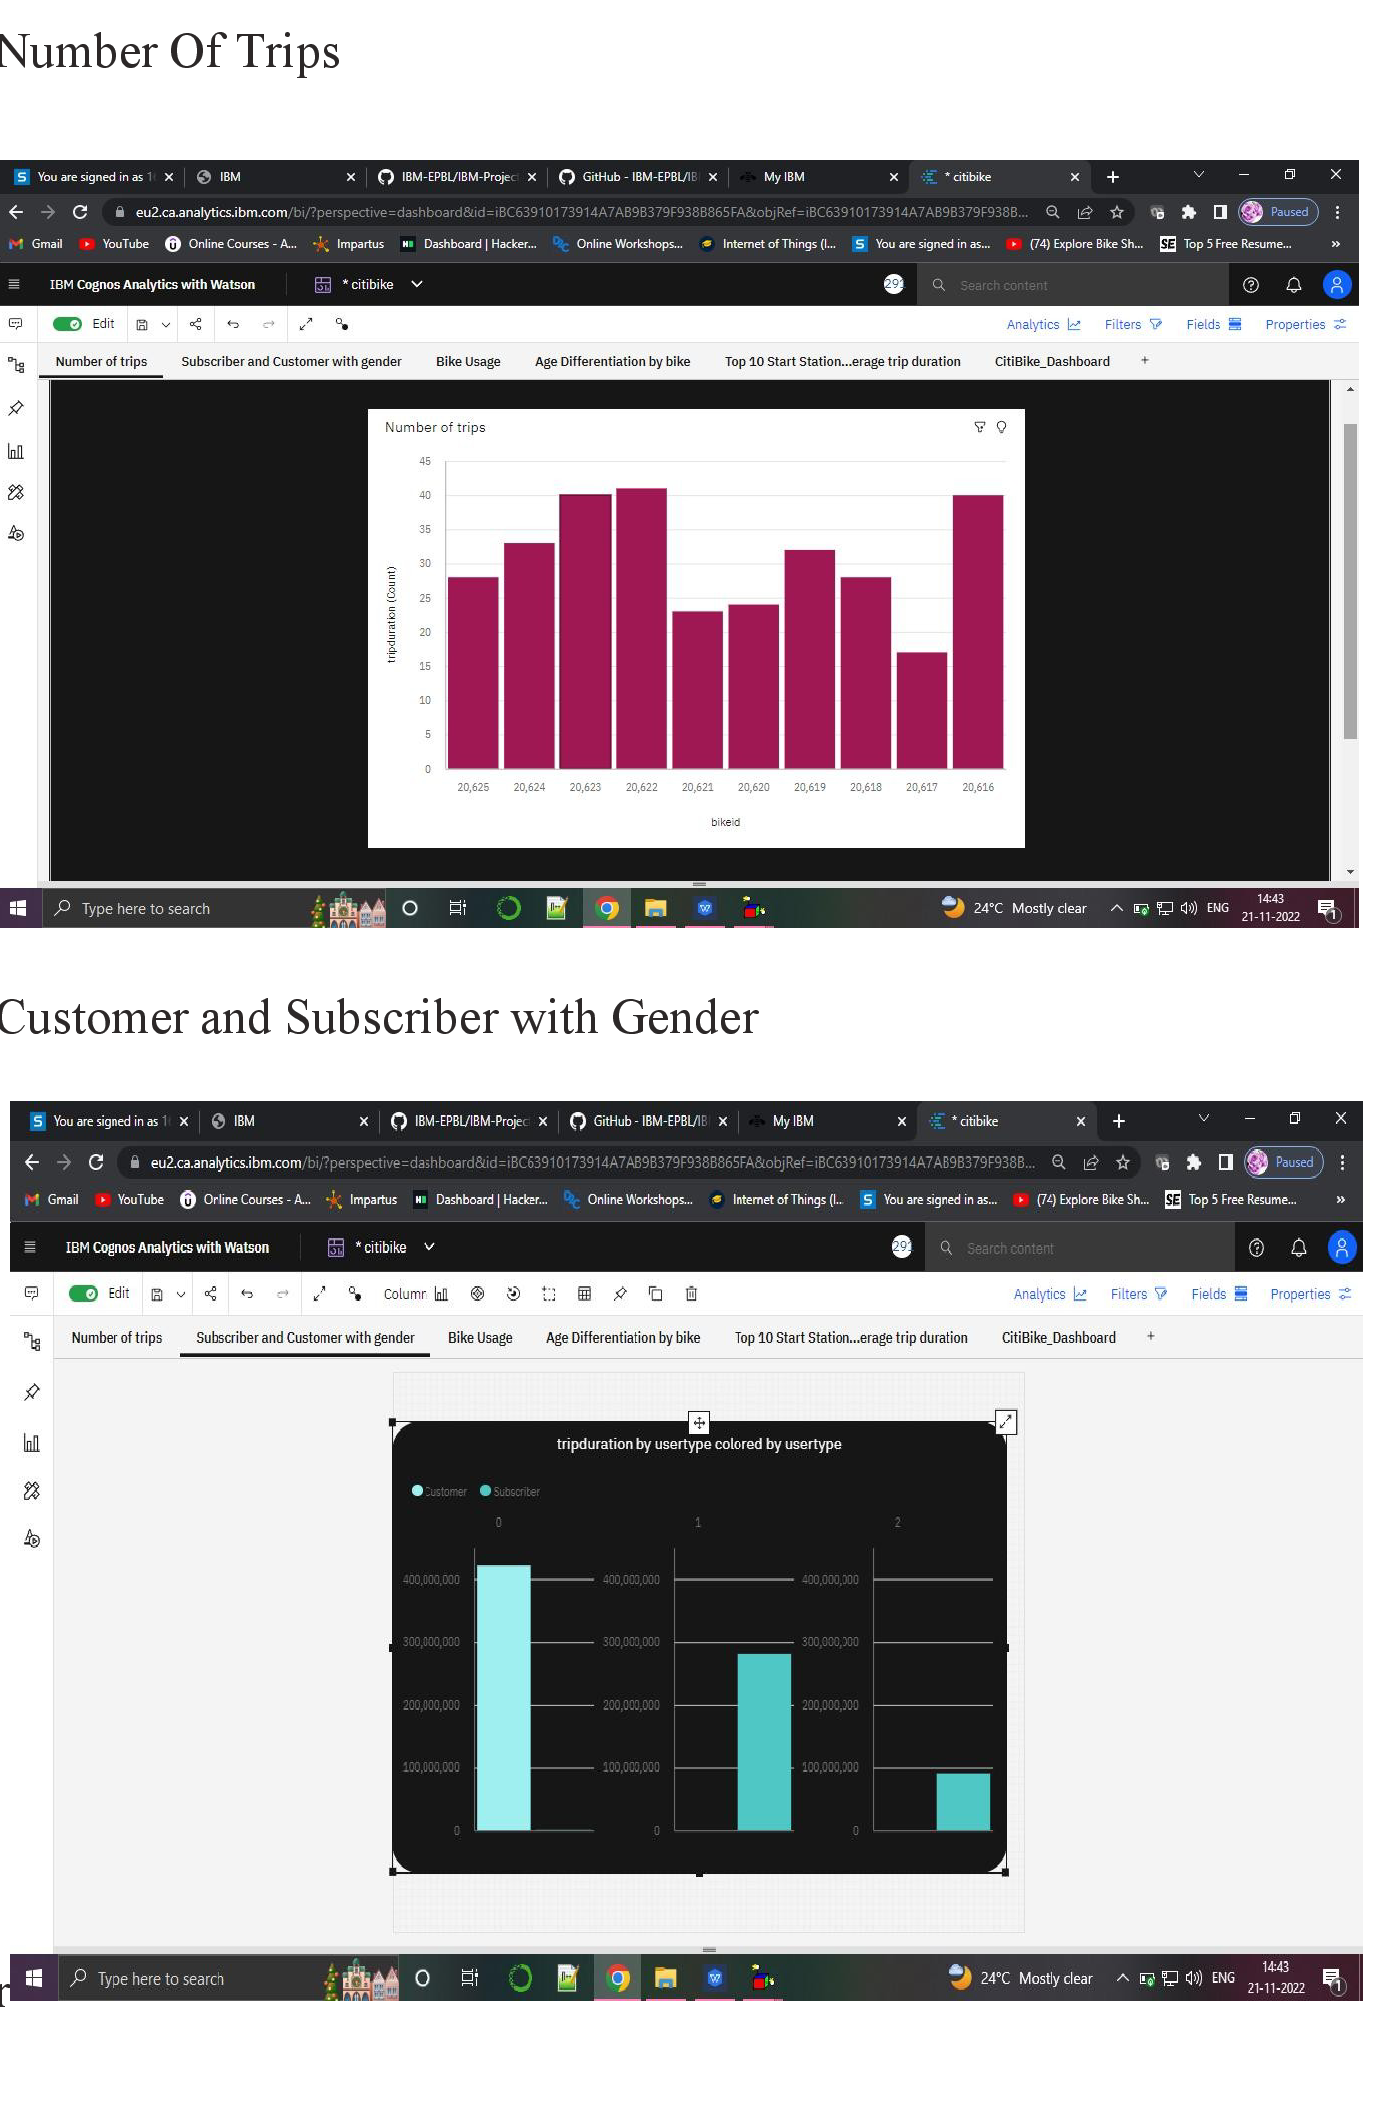 Number Of Trips
You are signed in as 1
IBM
IBM-EPBL/IBM-Projec
GitHub - IBM-EPBL/IB
My IBM
* citibike
eu2.ca.analytics.ibm.com/bi/?perspective=dashboard&id=iBC63910173914A7AB9B379F938B865FA&objRef=iBC63910173914A7AB9B379F938B...
Paused
Gmail YouTube Online Courses - A... Impartus Dashboard | Hacker... Online Workshops... Internet of Things (I... You are signed in as... (74) Explore Bike Sh... Top 5 Free Resume... »
IBM Cognos Analytics with Watson * citibike 291 Search content
Edit Analytics Filters Fields Properties
Number of trips Subscriber and Customer with gender Bike Usage Age Differentiation by bike Top 10 Start Station...erage trip duration CitiBike_Dashboard +
Number of trips
45
40
35
30
25
20
15
10
5
0
tripduration (Count)
20,625 20,624 20,623 20,622 20,621 20,620 20,619 20,618 20,617 20,616
bikeid
Type here to search 24°C Mostly clear ENG 14:43
21-11-2022
1
Customer and Subscriber with Gender
You are signed in as 1
IBM
IBM-EPBL/IBM-Projec
GitHub - IBM-EPBL/IB
My IBM
* citibike
eu2.ca.analytics.ibm.com/bi/?perspective=dashboard&id=iBC63910173914A7AB9B379F938B865FA&objRef=iBC63910173914A7AB9B379F938B...
Paused
Gmail YouTube Online Courses - A... Impartus Dashboard | Hacker... Online Workshops... Internet of Things (I... You are signed in as... (74) Explore Bike Sh... Top 5 Free Resume... »
IBM Cognos Analytics with Watson * citibike 291 Search content
Edit Column Analytics Filters Fields Properties
Number of trips Subscriber and Customer with gender Bike Usage Age Differentiation by bike Top 10 Start Station...erage trip duration CitiBike_Dashboard +
tripduration by usertype colored by usertype
Customer Subscriber
0 1 2
400,000,000 400,000,000 400,000,000
300,000,000 300,000,000 300,000,000
200,000,000 200,000,000 200,000,000
100,000,000 100,000,000 100,000,000
0 0 0
r
Type here to search 24°C Mostly clear ENG 14:43
21-11-2022
1